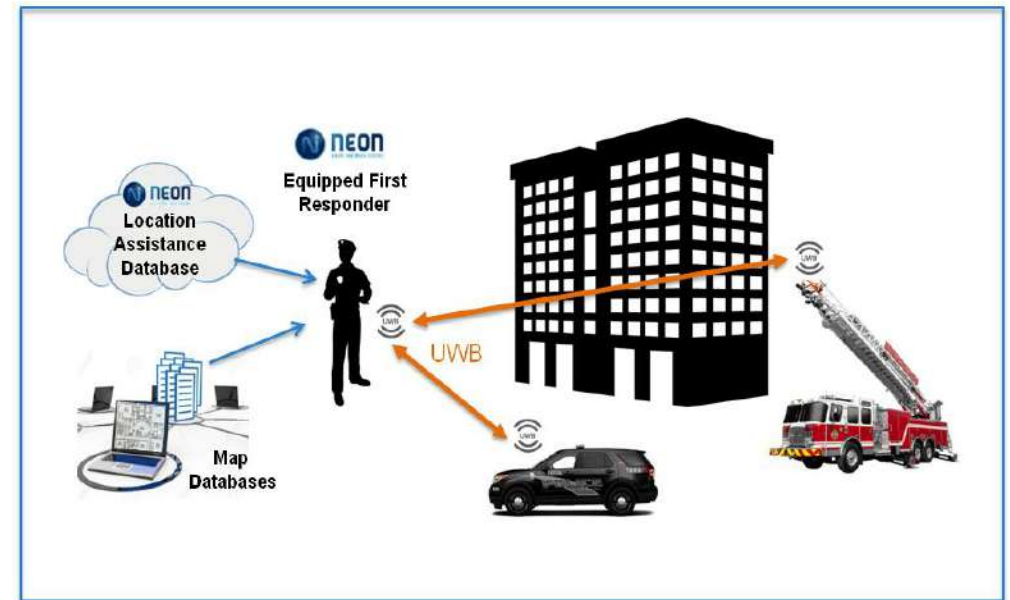 NEON
Equipped First
Responder
NEON
Location
Assistance
Database
UWB
UWB
UWB
UWB
Map
Databases